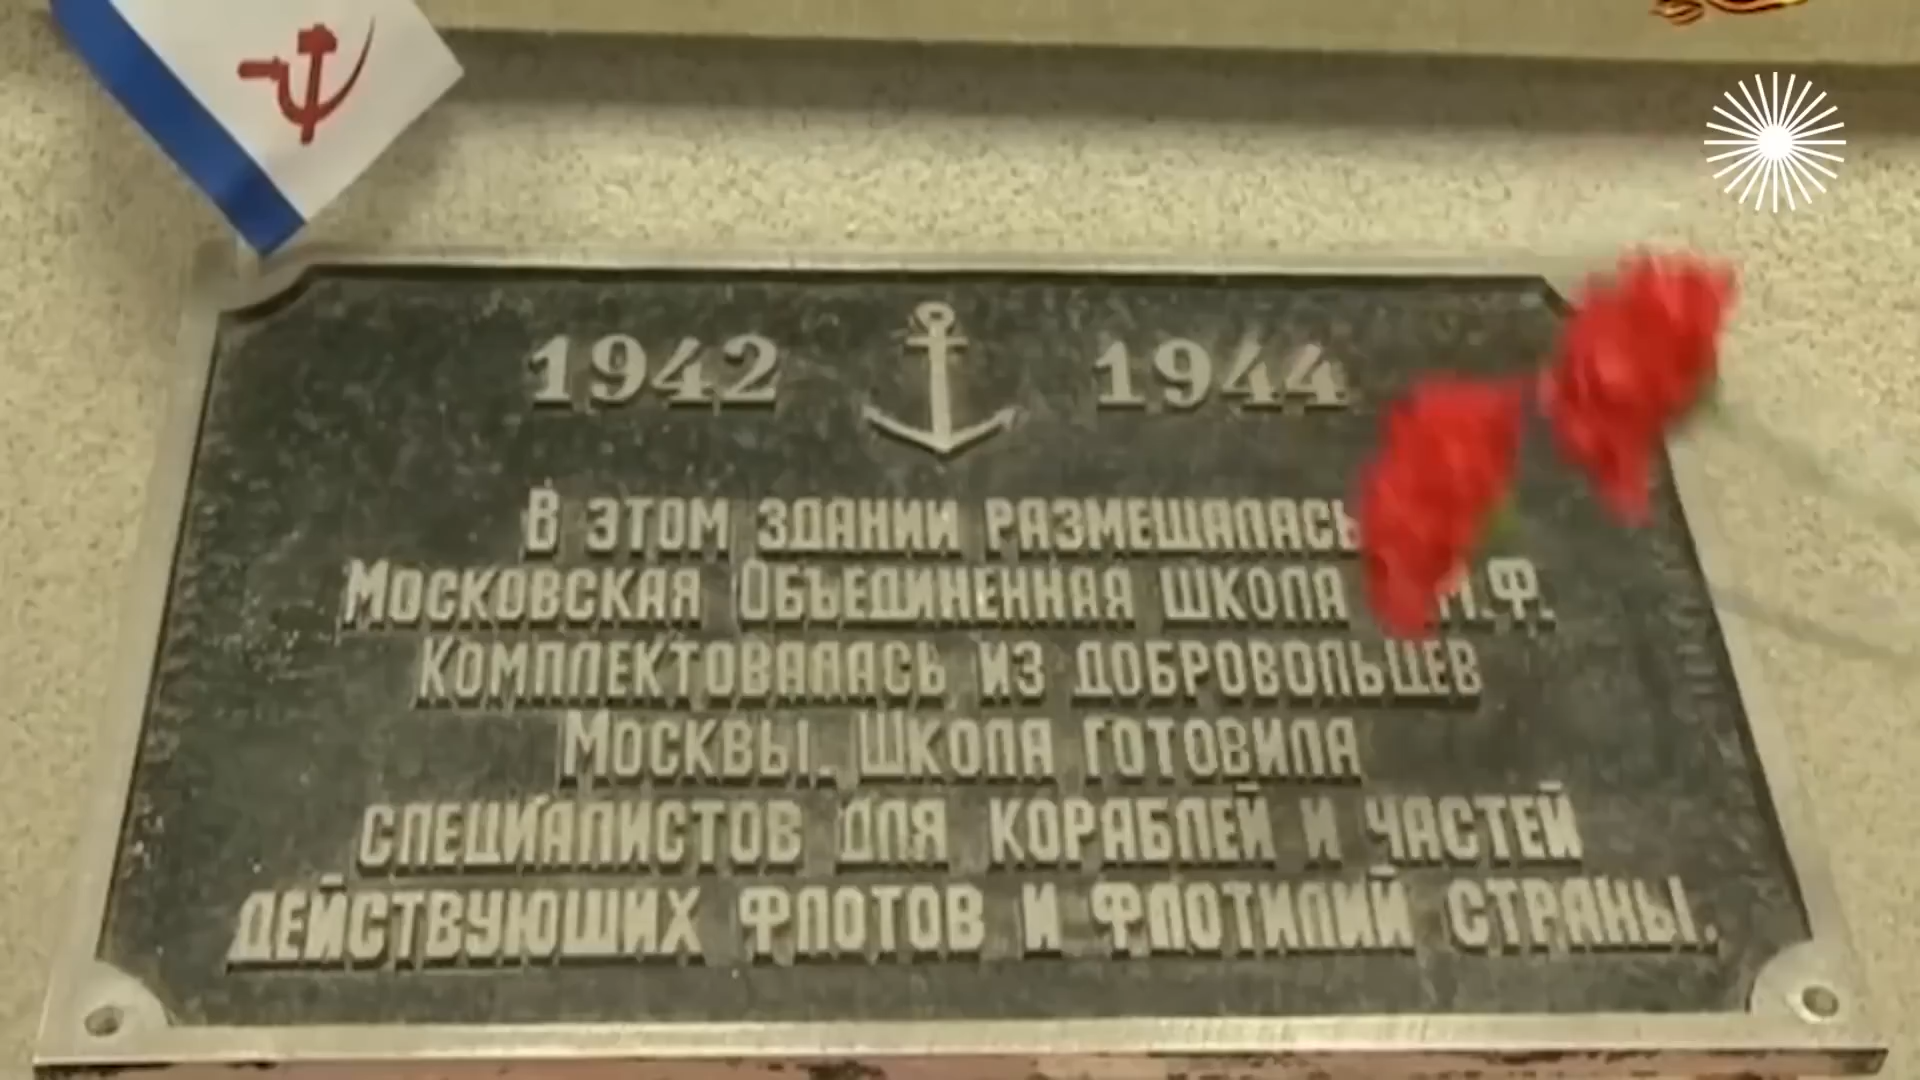 1942 1944
В ЭТОМ ЗДАНИИ РАЗМЕЩАЛАСЬ
МОСКОВСКАЯ ОБЪЕДИНЕННАЯ ШКОЛА М.Ф.
КОМПЛЕКТОВАЛАСЬ ИЗ ДОБРОВОЛЬЦЕВ
МОСКВЫ. ШКОЛА ГОТОВИЛА
СПЕЦИАЛИСТОВ ДЛЯ КОРАБЛЕЙ И ЧАСТЕЙ
ДЕЙСТВУЮЩИХ ФЛОТОВ И ФЛОТИЛИЙ СТРАНЫ.